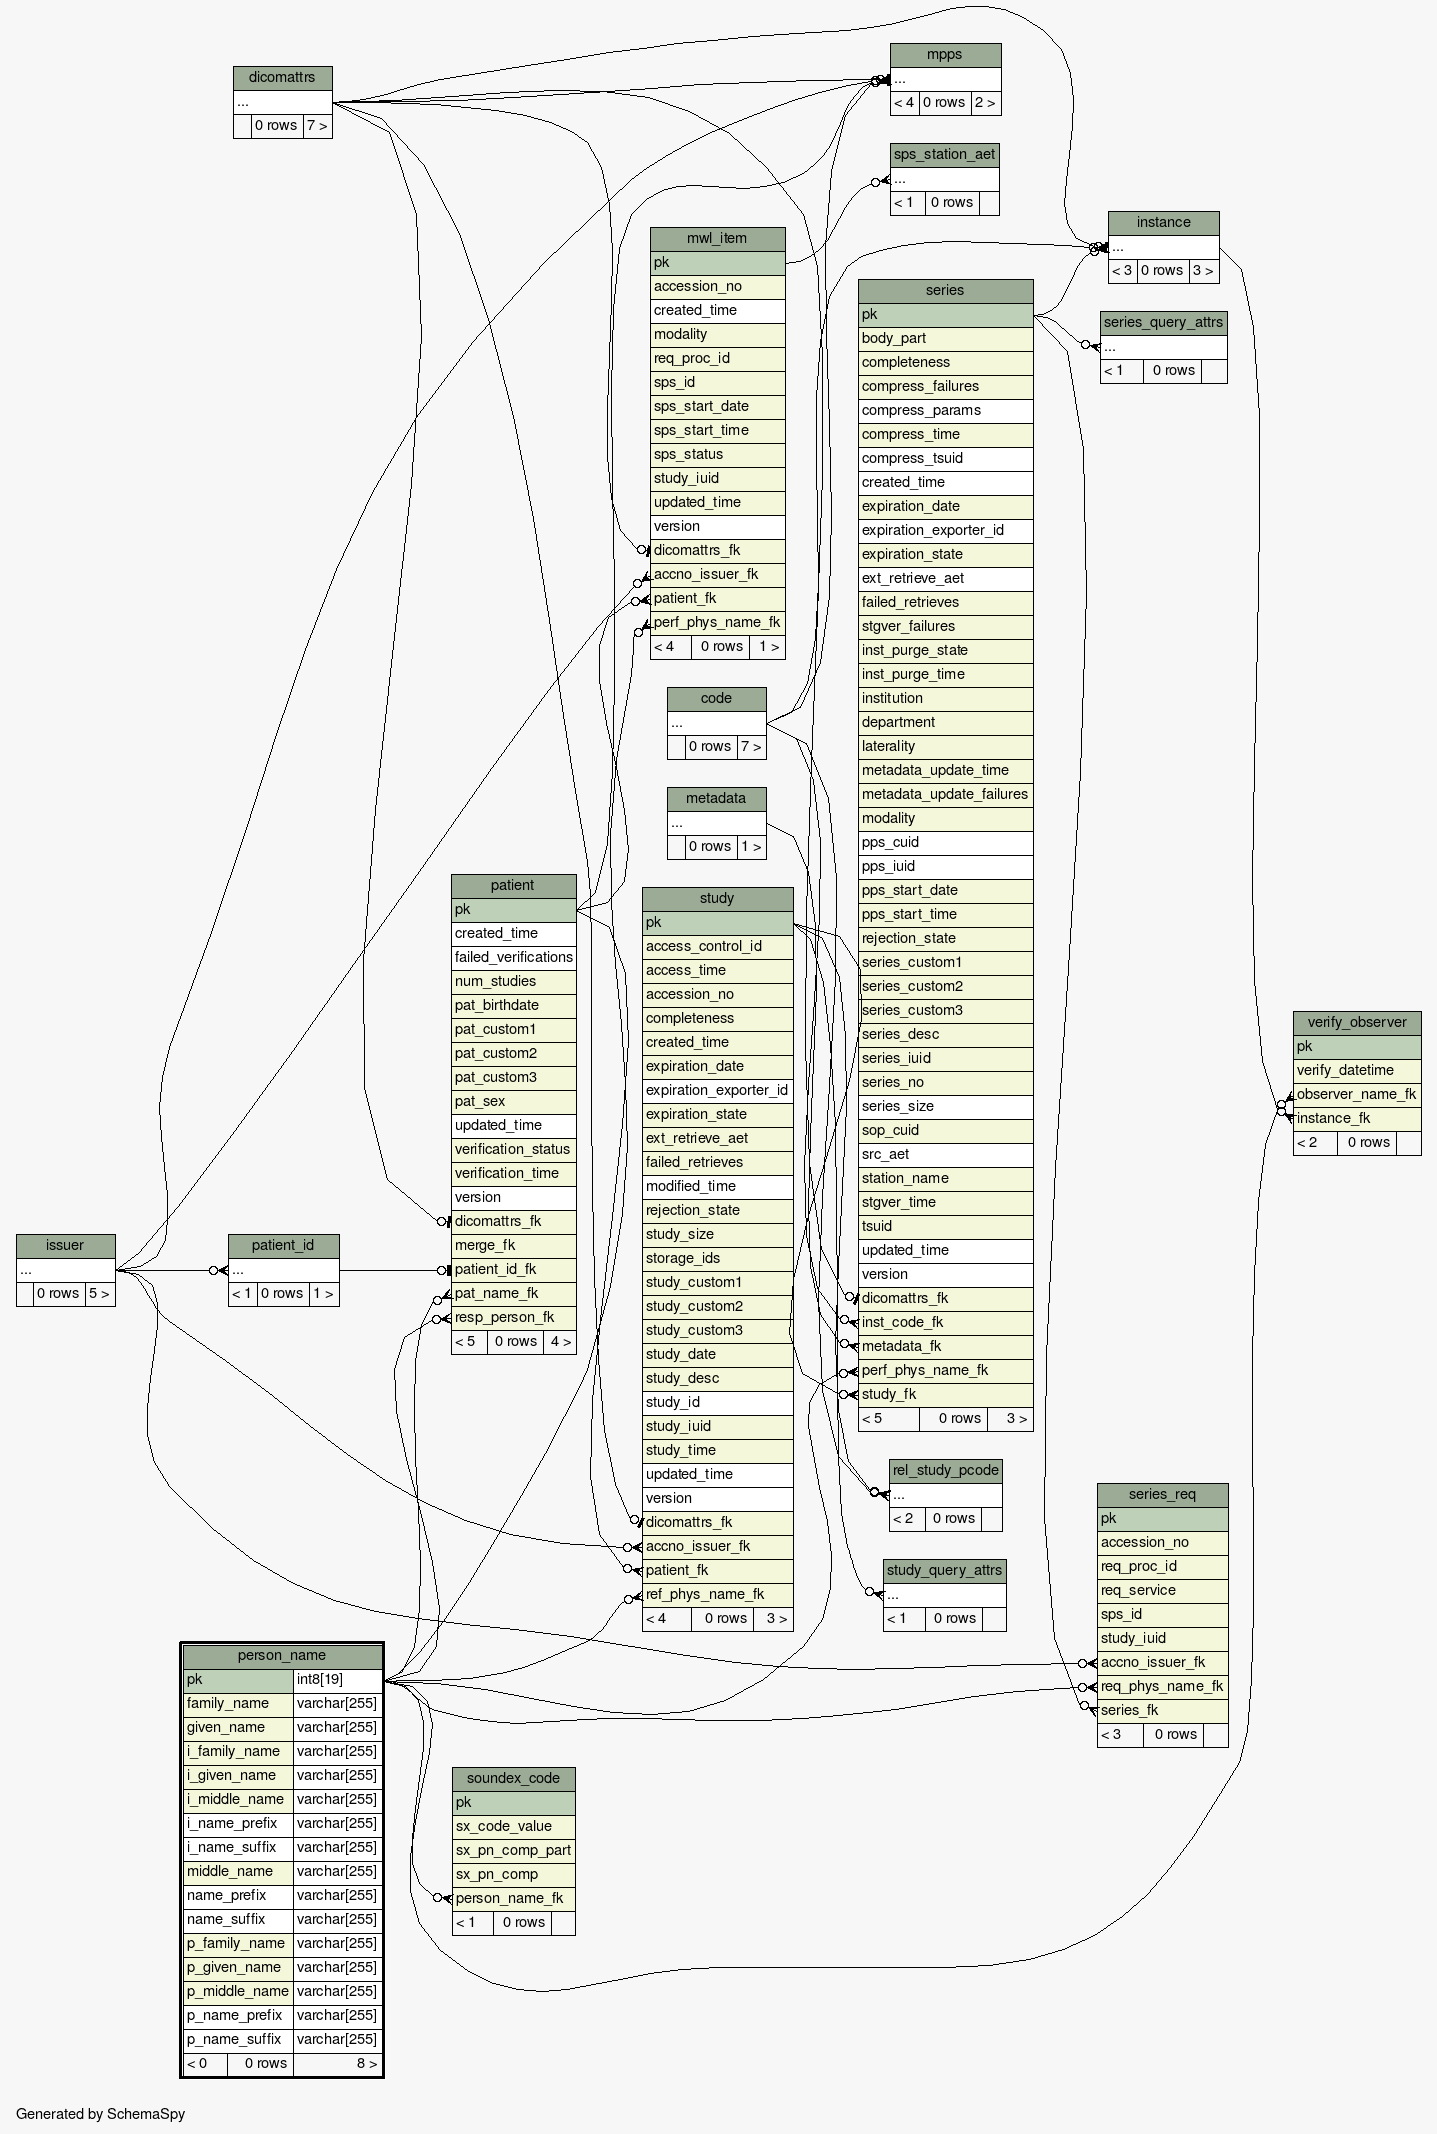 mpps
...
< 4 0 rows 2 >
dicomattrs
...
0 rows 7 >
sps_station_aet
...
< 1 0 rows
instance
...
< 3 0 rows 3 >
mwl_item
pk
accession_no
created_time
modality
req_proc_id
sps_id
sps_start_date
sps_start_time
sps_status
study_iuid
updated_time
version
dicomattrs_fk
accno_issuer_fk
patient_fk
perf_phys_name_fk
< 4 0 rows 1 >
series
pk
body_part
completeness
compress_failures
compress_params
compress_time
compress_tsuid
created_time
expiration_date
expiration_exporter_id
expiration_state
ext_retrieve_aet
failed_retrieves
stgver_failures
inst_purge_state
inst_purge_time
institution
department
laterality
metadata_update_time
metadata_update_failures
modality
pps_cuid
pps_iuid
pps_start_date
pps_start_time
rejection_state
series_custom1
series_custom2
series_custom3
series_desc
series_iuid
series_no
series_size
sop_cuid
src_aet
station_name
stgver_time
tsuid
updated_time
version
dicomattrs_fk
inst_code_fk
metadata_fk
perf_phys_name_fk
study_fk
< 5 0 rows 3 >
series_query_attrs
...
< 1 0 rows
code
...
0 rows 7 >
metadata
...
0 rows 1 >
patient
pk
created_time
failed_verifications
num_studies
pat_birthdate
pat_custom1
pat_custom2
pat_custom3
pat_sex
updated_time
verification_status
verification_time
version
dicomattrs_fk
merge_fk
patient_id_fk
pat_name_fk
resp_person_fk
< 5 0 rows 4 >
study
pk
access_control_id
access_time
accession_no
completeness
created_time
expiration_date
expiration_exporter_id
expiration_state
ext_retrieve_aet
failed_retrieves
modified_time
rejection_state
study_size
storage_ids
study_custom1
study_custom2
study_custom3
study_date
study_desc
study_id
study_iuid
study_time
updated_time
version
dicomattrs_fk
accno_issuer_fk
patient_fk
ref_phys_name_fk
< 4 0 rows 3 >
verify_observer
pk
verify_datetime
observer_name_fk
instance_fk
< 2 0 rows
issuer
...
0 rows 5 >
patient_id
...
< 1 0 rows 1 >
rel_study_pcode
...
< 2 0 rows
study_query_attrs
...
< 1 0 rows
series_req
pk
accession_no
req_proc_id
req_service
sps_id
study_iuid
accno_issuer_fk
req_phys_name_fk
series_fk
< 3 0 rows
person_name
pk int8[19]
family_name varchar[255]
given_name varchar[255]
i_family_name varchar[255]
i_given_name varchar[255]
i_middle_name varchar[255]
i_name_prefix varchar[255]
i_name_suffix varchar[255]
middle_name varchar[255]
name_prefix varchar[255]
name_suffix varchar[255]
p_family_name varchar[255]
p_given_name varchar[255]
p_middle_name varchar[255]
p_name_prefix varchar[255]
p_name_suffix varchar[255]
< 0 0 rows 8 >
soundex_code
pk
sx_code_value
sx_pn_comp_part
sx_pn_comp
person_name_fk
< 1 0 rows
Generated by SchemaSpy